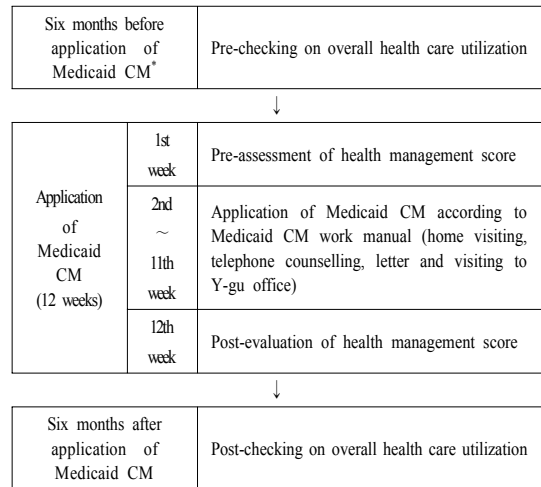 Six months before
application of
Medicaid CM*
Pre-checking on overall health care utilization
↓
Application
of
Medicaid
CM
(12 weeks)
1st
week
Pre-assessment of health management score
2nd
～
11th
week
Application of Medicaid CM according to
Medicaid CM work manual (home visiting,
telephone counselling, letter and visiting to
Y-gu office)
12th
week
Post-evaluation of health management score
↓
Six months after
application of
Medicaid CM
Post-checking on overall health care utilization